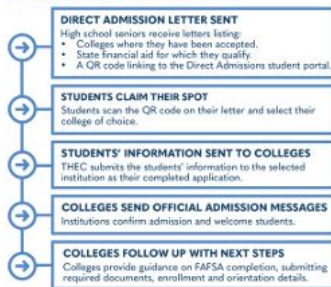 DIRECT ADMISSION LETTER SENT
High school seniors receive letters listing:
• Colleges where they have been accepted.
• State financial aid for which they qualify.
• A QR code linking to the Direct Admissions student portal.
STUDENTS CLAIM THEIR SPOT
Students scan the QR code on their letter and select their
college of choice.
STUDENTS' INFORMATION SENT TO COLLEGES
THEC submits the students' information to the selected
institution as their completed application.
COLLEGES SEND OFFICIAL ADMISSION MESSAGES
Institutions confirm admission and welcome students.
COLLEGES FOLLOW UP WITH NEXT STEPS
Colleges provide guidance on FAFSA completion, submitting
required documents, enrollment and orientation details.